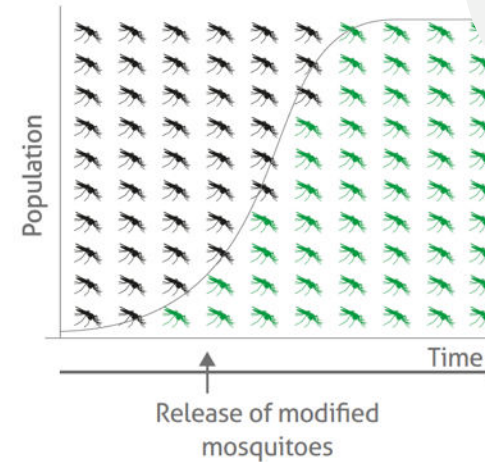 Population
Time
Release of modified
mosquitoes